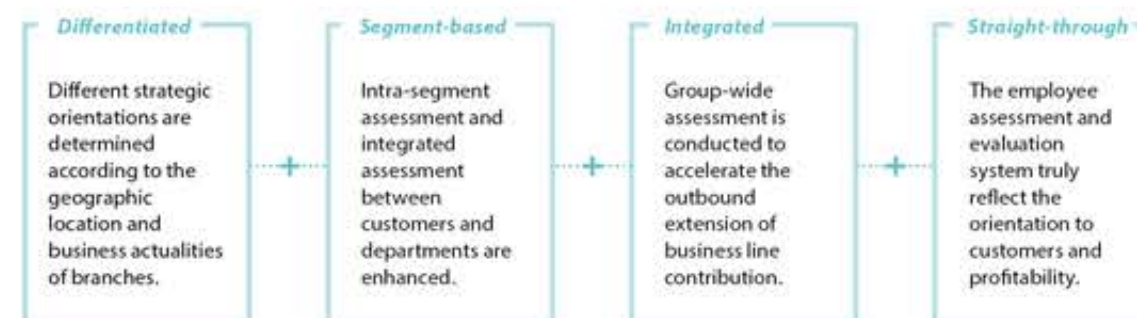 Differentiated
Different strategic
orientations are
determined
according to the
geographic
location and
business actualities
of branches.
Segment-based
Intra-segment
assessment and
integrated
assessment
between
customers and
departments are
enhanced.
Integrated
Group-wide
assessment is
conducted to
accelerate the
outbound
extension of
business line
contribution.
Straight-through
The employee
assessment and
evaluation
system truly
reflect the
orientation to
customers and
profitability.